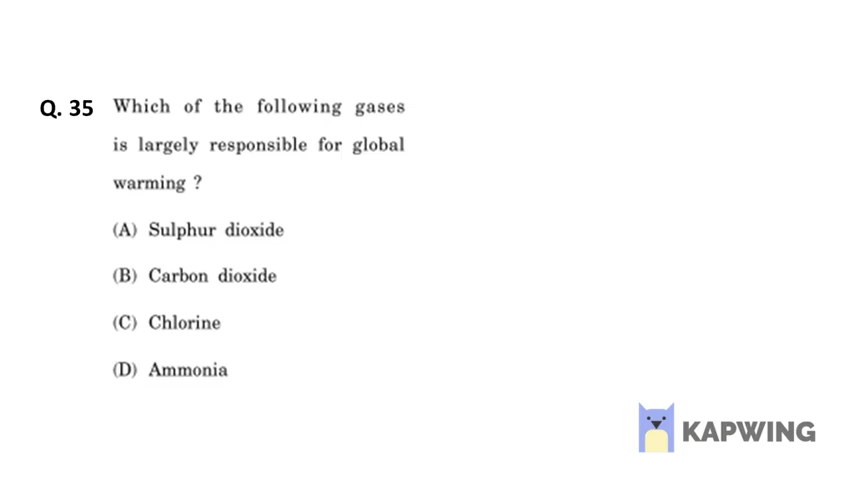 Q. 35 Which of the following gases
is largely responsible for global
warming ?
(A) Sulphur dioxide
(B) Carbon dioxide
(C) Chlorine
(D) Ammonia
KAPWING